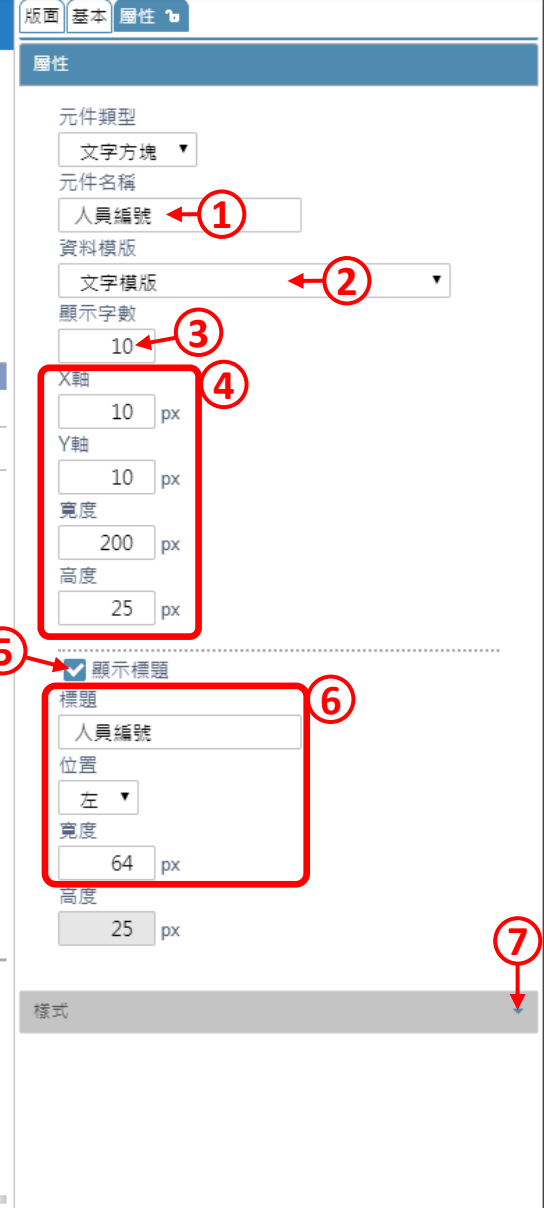 版面 基本 屬性
屬性
元件類型
文字方塊 ▼
元件名稱
人員編號 ①
資料模版
文字模版 ② ▼
顯示字數
10 ③
④
X軸
10 px
Y軸
10 px
寬度
200 px
高度
25 px
5 顯示標題
標題 ⑥
人員編號
位置
左 ▼
寬度
64 px
高度
25 px
⑦
樣式